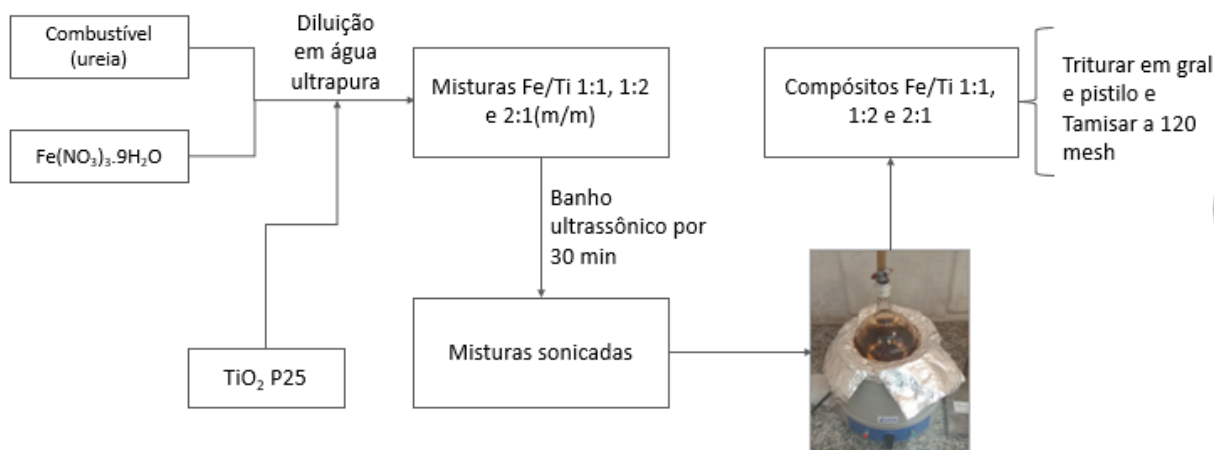 Combustível
(ureia)
Fe(NO₃)₃.9H₂O
Diluição
em água
ultrapura
TiO₂ P25
Misturas Fe/Ti 1:1, 1:2
e 2:1(m/m)
Banho
ultrassônico por
30 min
Misturas sonicadas
Compósitos Fe/Ti 1:1,
1:2 e 2:1
Triturar em gral
e pistilo e
Tamisar a 120
mesh